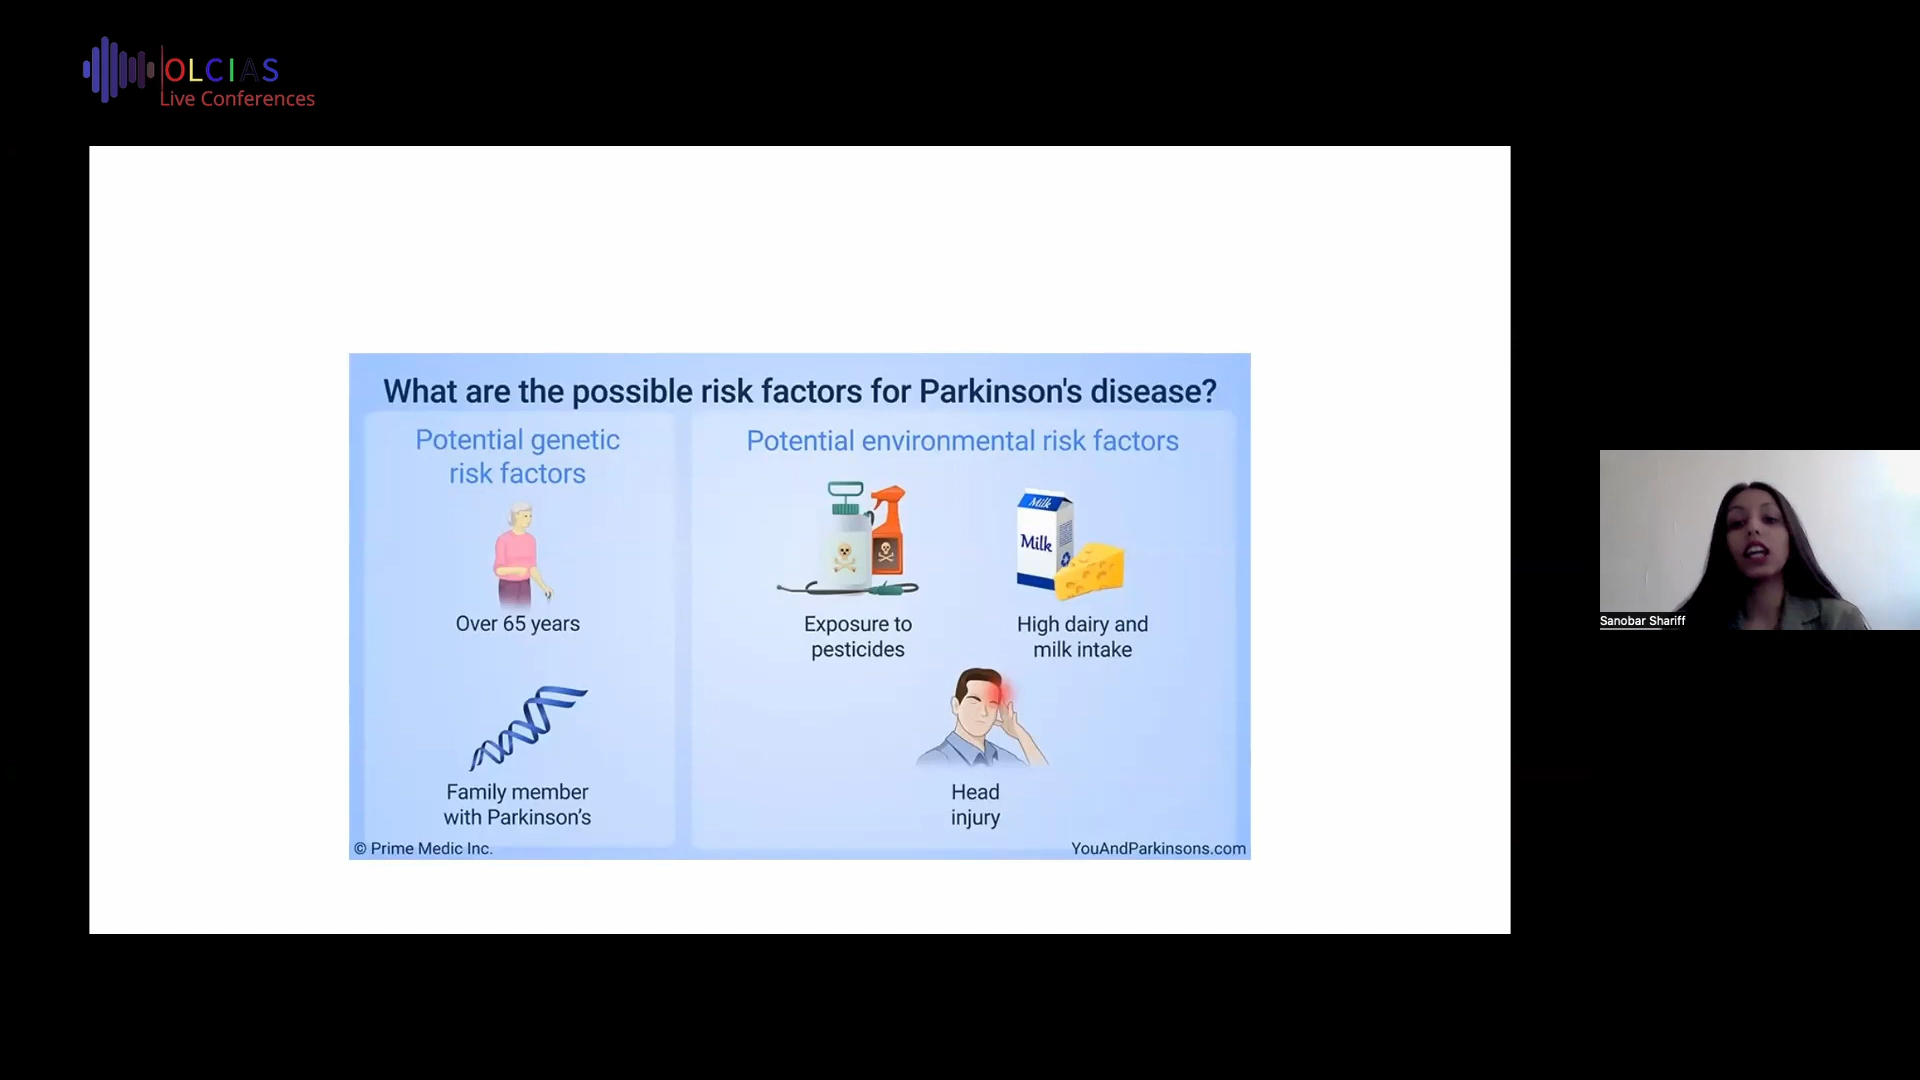 OLCIAS
Live Conferences
What are the possible risk factors for Parkinson's disease?
Potential genetic
risk factors
Over 65 years
Family member
with Parkinson's
Potential environmental risk factors
Milk
Milk
Exposure to
pesticides
High dairy and
milk intake
Head
injury
© Prime Medic Inc.
YouAndParkinsons.com
Sanobar Shariff